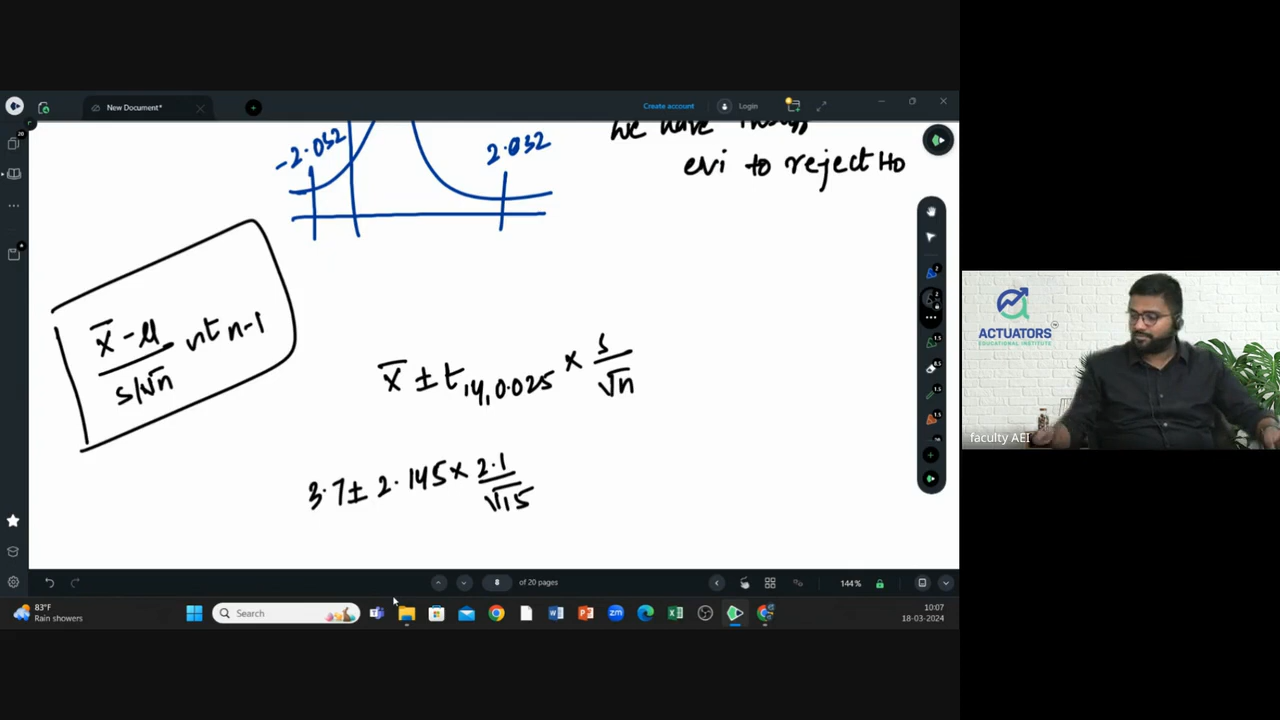 New Document*
Create account
Login
20
-2.032
2.032
we have
evi to reject H0
x̄ - μ
s/√n
~ t n-1
x̄ ± t14, 0.025 × s/√n
3.7 ± 2.145 × 2.1/√15
ACTUATORS
EDUCATIONAL INSTITUTE
faculty AEI
8 of 20 pages
144%
83°F
Rain showers
Search
10:07
18-03-2024